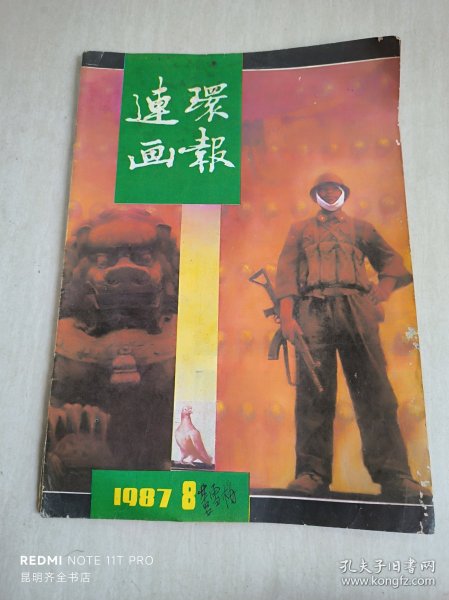 連環
画報
1987 8
REDMI NOTE 11T PRO
昆明齐全书店
孔夫子旧书网
www.kongfz.com